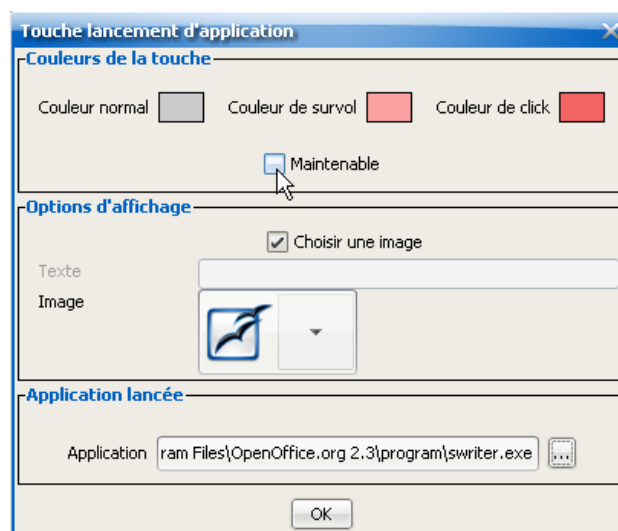 Touche lancement d'application
Couleurs de la touche
Couleur normal Couleur de survol Couleur de click
Maintenable
Options d'affichage
Choisir une image
Texte
Image
Application lancée
Application ram Files\OpenOffice.org 2.3\program\swriter.exe ...
OK